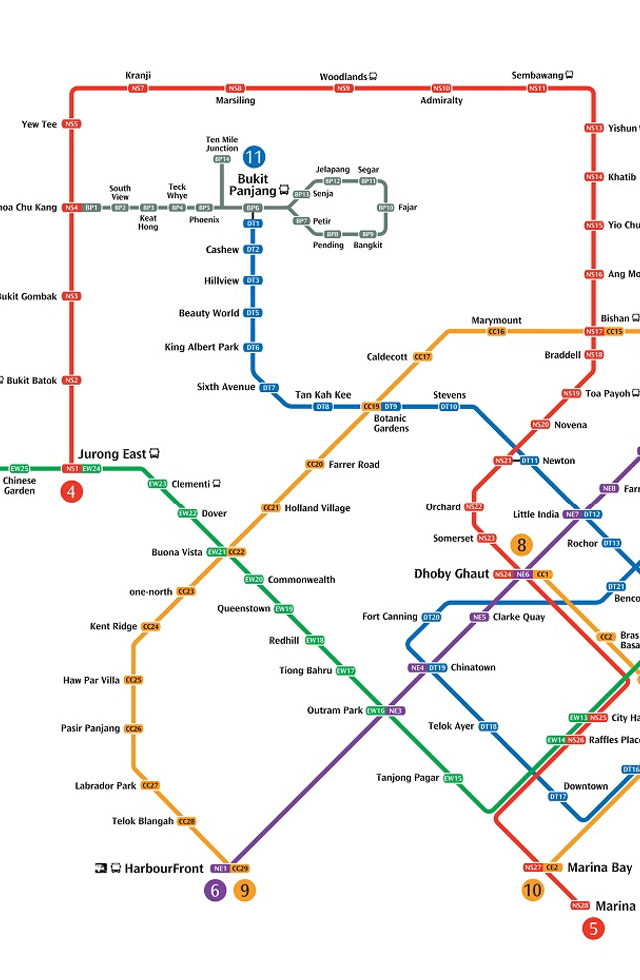 Kranji
NS7
NS8
Marsiling
Woodlands
NS9
NS10
Admiralty
Sembawang
NS11
Yew Tee
NS5
NS13
Yishun
Ten Mile
Junction
BP14
11
Bukit
Panjang
BP6
DT1
Jelapang
BP12
Segar
BP11
BP13
Senja
BP10
Fajar
BP7
Petir
BP8
Pending
BP9
Bangkit
NS14
Khatib
hoa Chu Kang
NS4
BP1
South
View
BP2
BP3
Keat
Hong
Teck
Whye
BP4
BP5
Phoenix
NS15
Yio Chu
Cashew
DT2
Hillview
DT3
NS16
Ang Mo
Bukit Gombak
NS3
Beauty World
DT5
King Albert Park
DT6
Marymount
CC16
Bishan
NS17
CC15
Caldecott
CC17
Braddell
NS18
Bukit Batok
NS2
Sixth Avenue
DT7
Tan Kah Kee
DT8
CC19
DT9
Botanic
Gardens
Stevens
DT10
NS19
Toa Payoh
NS20
Novena
Jurong East
EW25
Chinese
Garden
NS1
EW24
4
EW23
Clementi
CC20
Farrer Road
NS21
DT11
Newton
NE8
Farr
EW22
Dover
CC21
Holland Village
Orchard
NS22
Little India
NE7
DT12
Somerset
NS23
8
Rochor
DT13
Buona Vista
EW21
CC22
Dhoby Ghaut
NS24
NE6
CC1
EW20
Commonwealth
DT21
Benco
one-north
CC23
Queenstown
EW19
Fort Canning
DT20
NE5
Clarke Quay
Kent Ridge
CC24
Redhill
EW18
CC2
Bras
Basa
Tiong Bahru
EW17
NE4
DT19
Chinatown
Haw Par Villa
CC25
Outram Park
EW16
NE3
EW13
NS25
City Ha
Pasir Panjang
CC26
Telok Ayer
DT18
EW14
NS26
Raffles Place
Tanjong Pagar
EW15
DT16
Labrador Park
CC27
Downtown
DT17
Telok Blangah
CC28
HarbourFront
NE1
CC29
6
9
NS27
CE2
Marina Bay
10
NS28
Marina
5